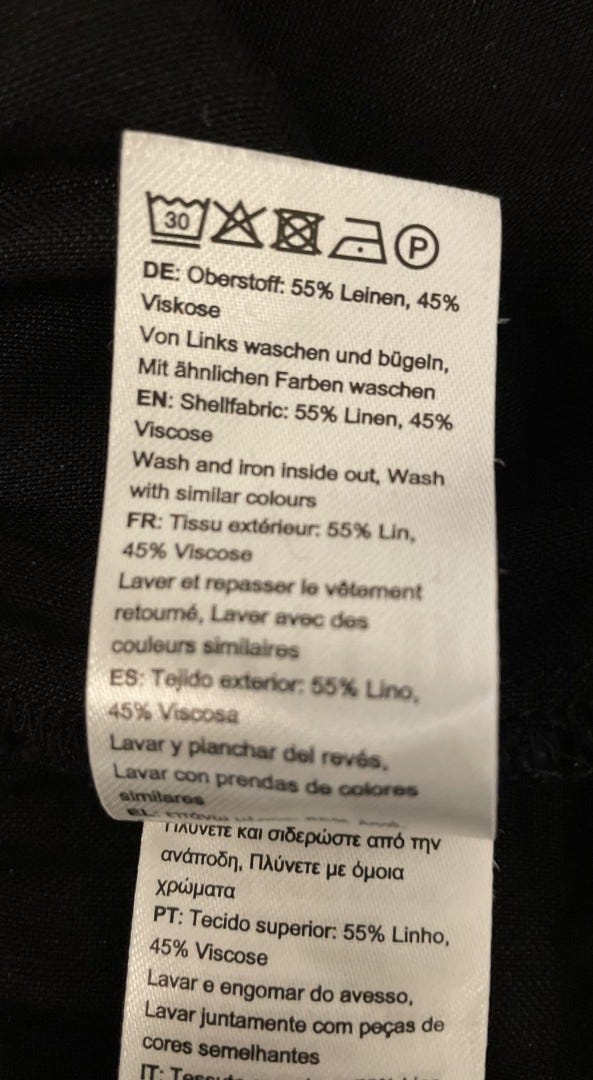 30 P
DE: Oberstoff: 55% Leinen, 45%
Viskose
Von Links waschen und bügeln,
Mit ähnlichen Farben waschen
EN: Shellfabric: 55% Linen, 45%
Viscose
Wash and iron inside out, Wash
with similar colours
FR: Tissu extérieur: 55% Lin,
45% Viscose
Laver et repasser le vêtement
retourné, Laver avec des
couleurs similaires
ES: Tejido exterior: 55% Lino,
45% Viscosa
Lavar y planchar del revés,
Lavar con prendas de colores
similares
EL:
Πλύνετε και σιδερώστε από την
ανάποδη, Πλύνετε με όμοια
χρώματα
PT: Tecido superior: 55% Linho,
45% Viscose
Lavar e engomar do avesso,
Lavar juntamente com peças de
cores semelhantes
IT: